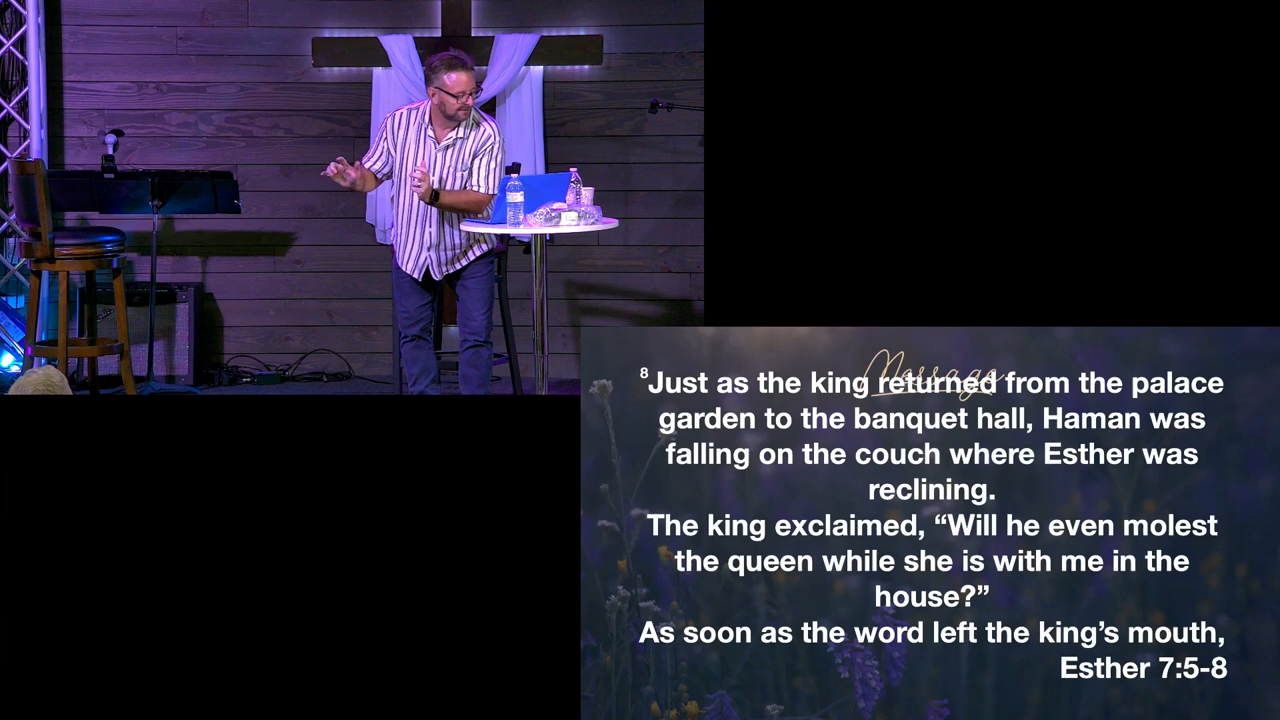 Message
⁸Just as the king returned from the palace
garden to the banquet hall, Haman was
falling on the couch where Esther was
reclining.
The king exclaimed, “Will he even molest
the queen while she is with me in the
house?”
As soon as the word left the king’s mouth,
Esther 7:5-8